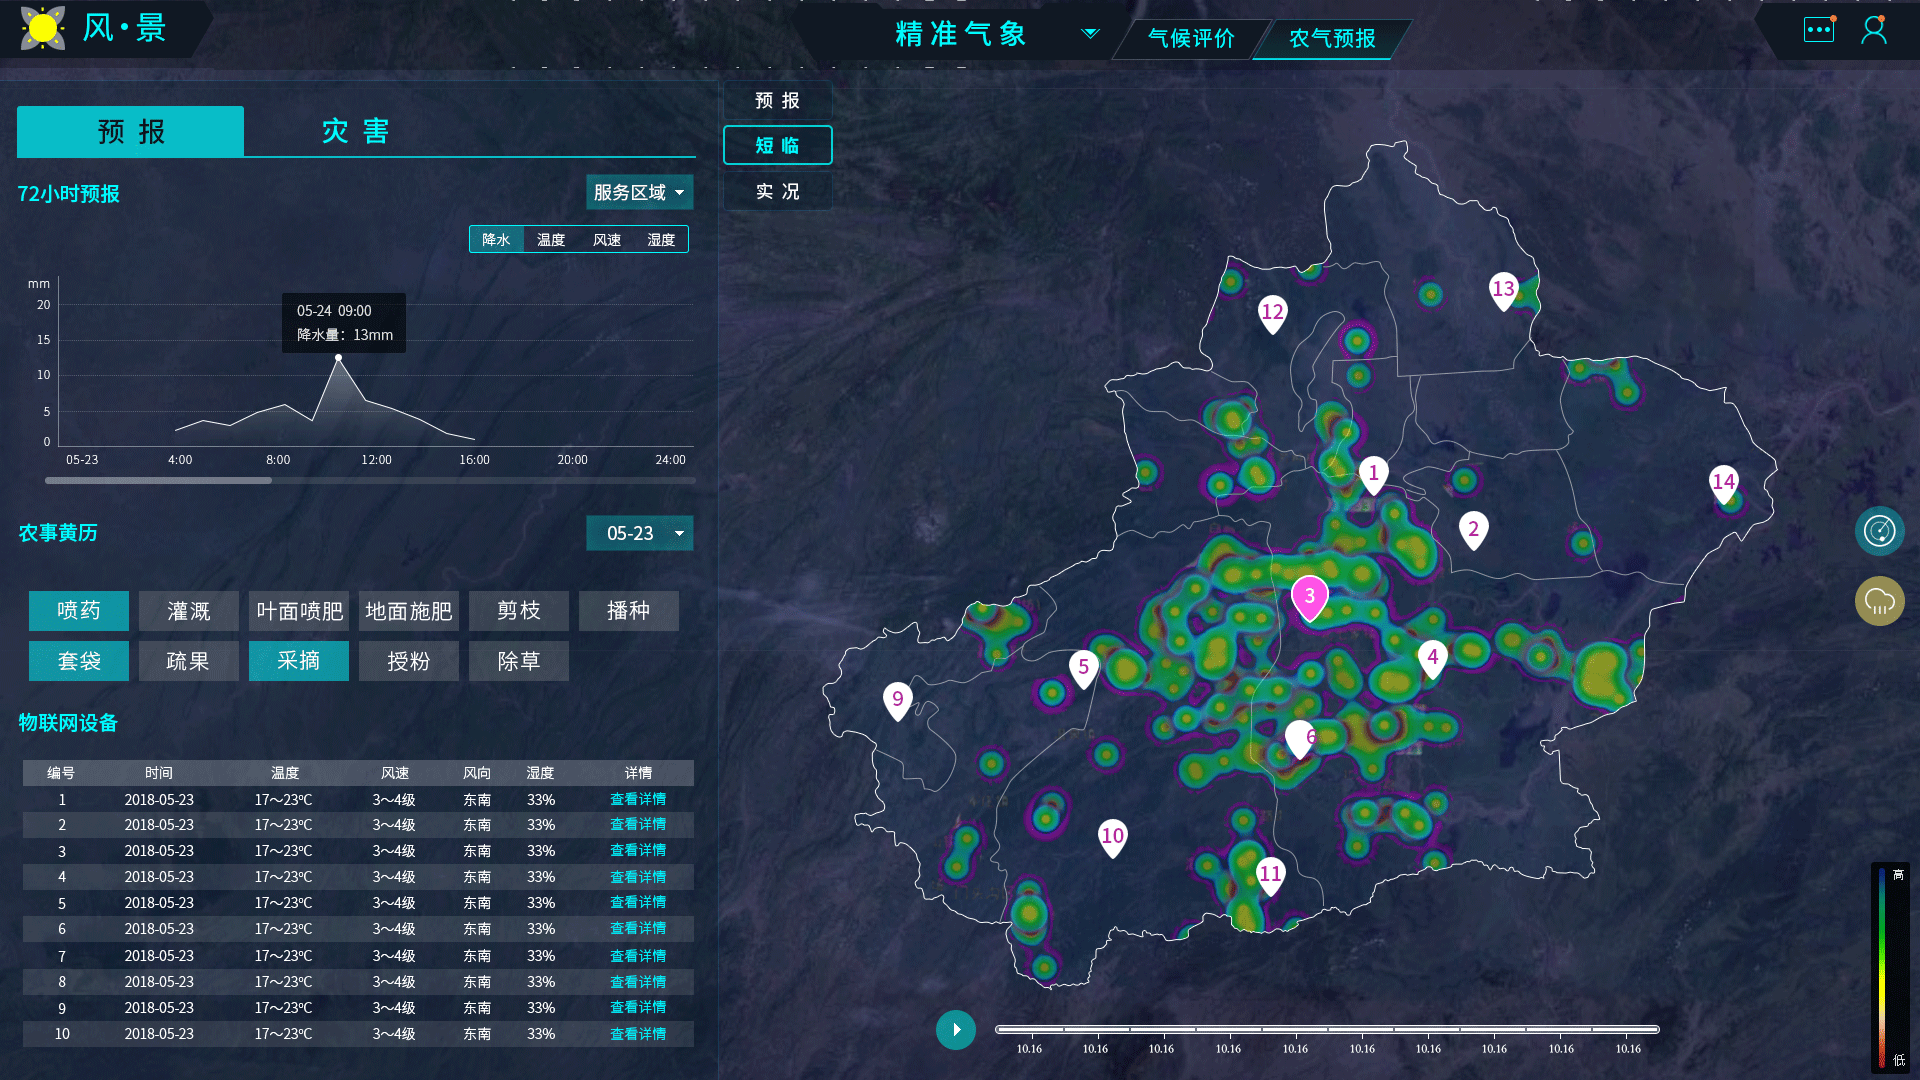 风·景
精准气象
气候评价
农气预报
预报
灾害
72小时预报
服务区域
降水 温度 风速 湿度
mm
20
15
10
5
0
05-24 09:00
降水量：13mm
05-23 4:00 8:00 12:00 16:00 20:00 24:00
农事黄历
05-23
喷药 灌溉 叶面喷肥 地面施肥 剪枝 播种
套袋 疏果 采摘 授粉 除草
物联网设备
编号 时间 温度 风速 风向 湿度 详情
1 2018-05-23 17～23ºC 3～4级 东南 33% 查看详情
2 2018-05-23 17～23ºC 3～4级 东南 33% 查看详情
3 2018-05-23 17～23ºC 3～4级 东南 33% 查看详情
4 2018-05-23 17～23ºC 3～4级 东南 33% 查看详情
5 2018-05-23 17～23ºC 3～4级 东南 33% 查看详情
6 2018-05-23 17～23ºC 3～4级 东南 33% 查看详情
7 2018-05-23 17～23ºC 3～4级 东南 33% 查看详情
8 2018-05-23 17～23ºC 3～4级 东南 33% 查看详情
9 2018-05-23 17～23ºC 3～4级 东南 33% 查看详情
10 2018-05-23 17～23ºC 3～4级 东南 33% 查看详情
预报
短临
实况
13
12
1
14
2
3
4
5
9
6
10
11
高
低
10.16 10.16 10.16 10.16 10.16 10.16 10.16 10.16 10.16 10.16